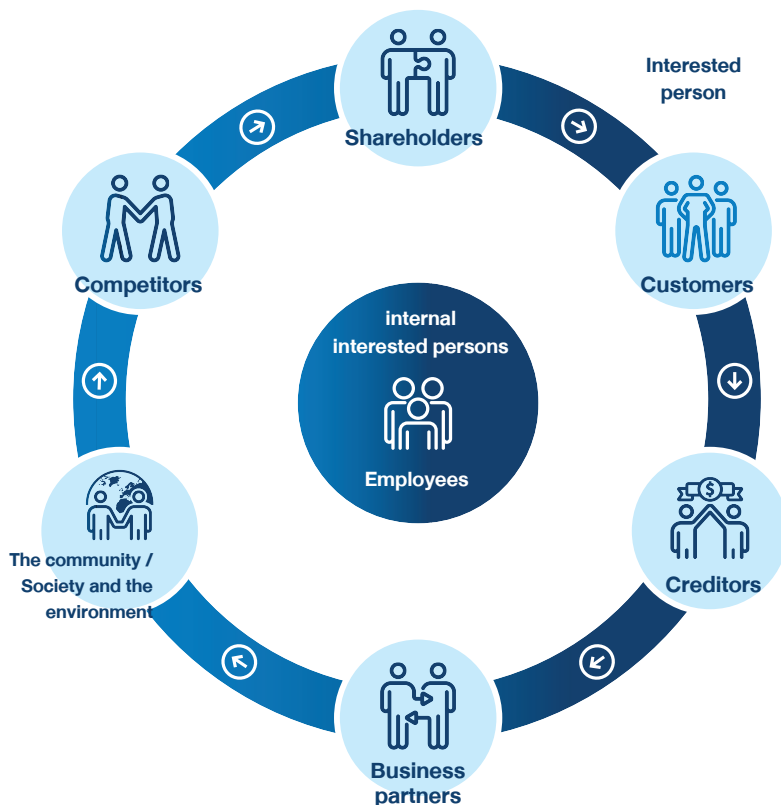 Shareholders
Interested
person
Customers
Creditors
$
Business
partners
The community /
Society and the
environment
Competitors
internal
interested persons
Employees